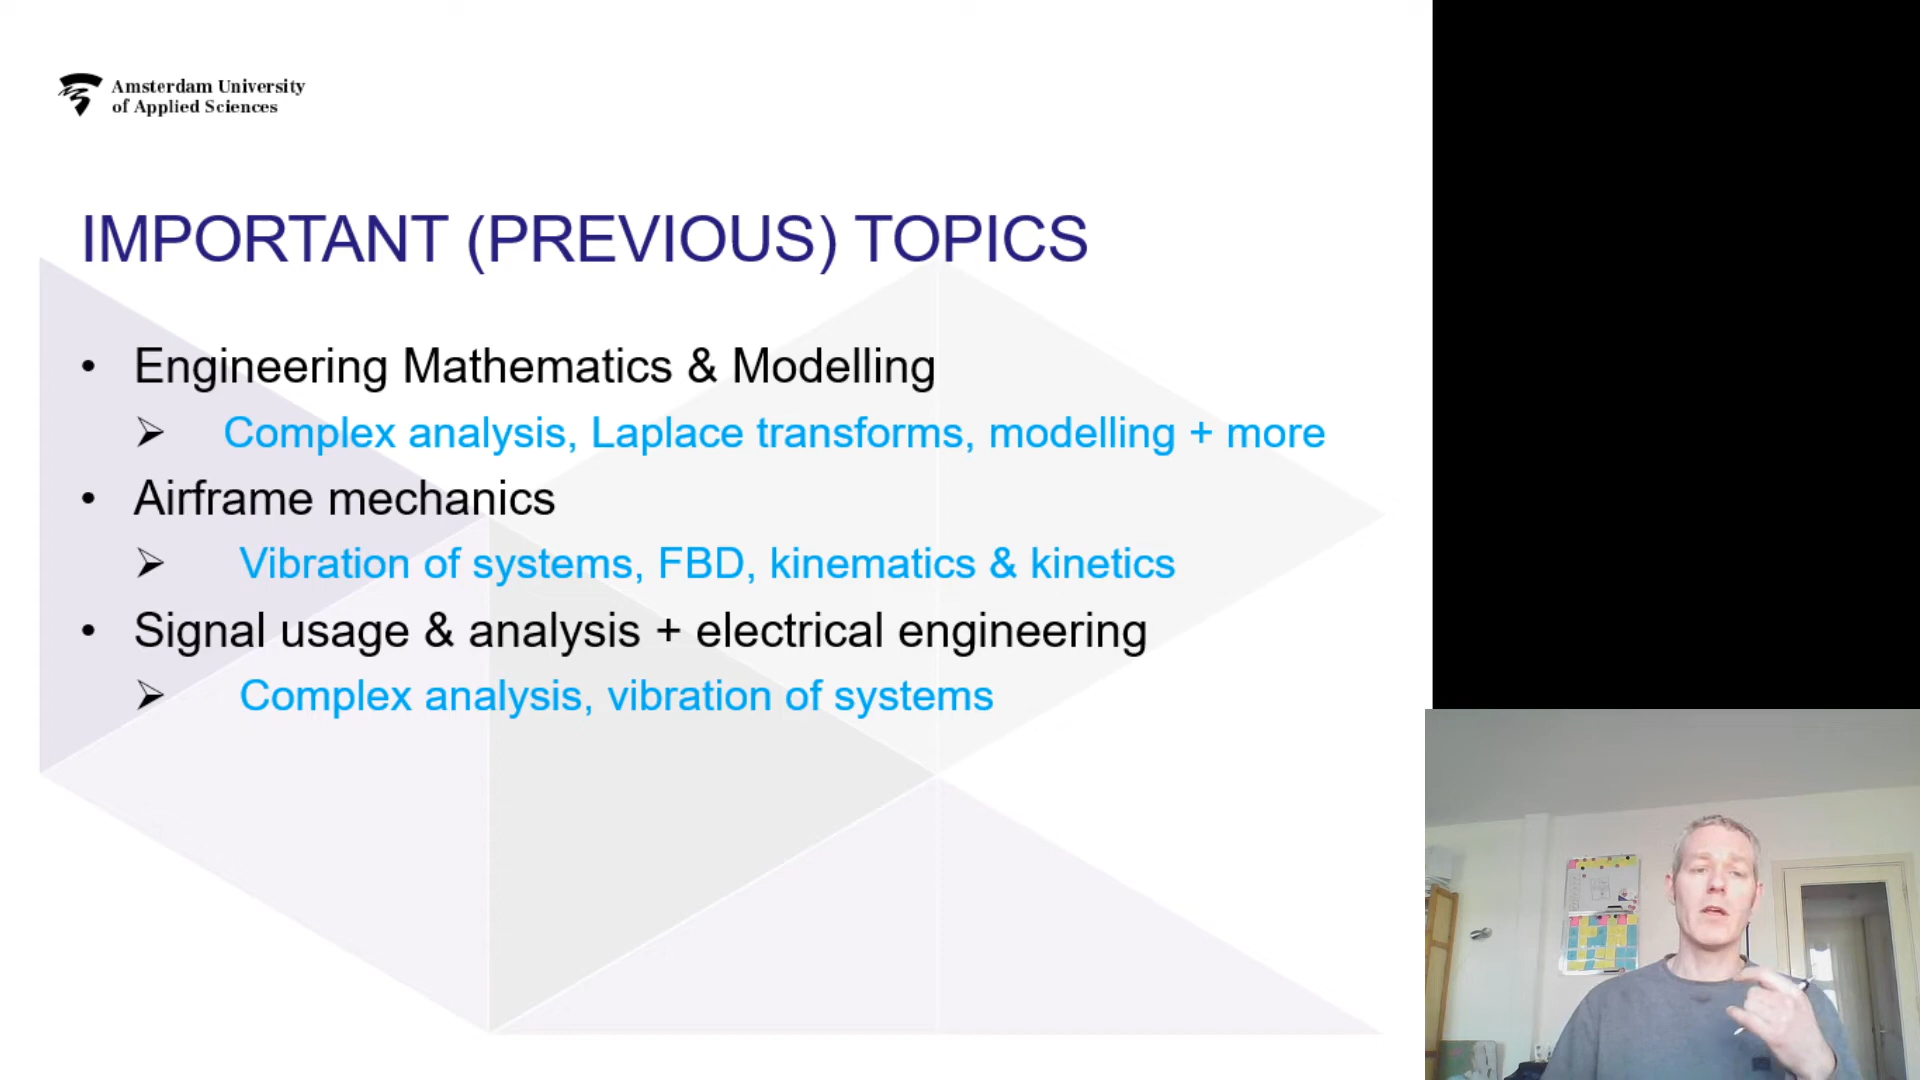 Amsterdam University
of Applied Sciences
IMPORTANT (PREVIOUS) TOPICS
• Engineering Mathematics & Modelling
➢ Complex analysis, Laplace transforms, modelling + more
• Airframe mechanics
➢ Vibration of systems, FBD, kinematics & kinetics
• Signal usage & analysis + electrical engineering
➢ Complex analysis, vibration of systems